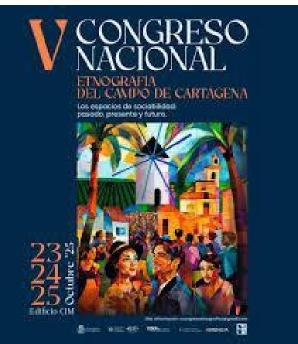 V CONGRESO
NACIONAL
ETNOGRAFÍA
DEL CAMPO DE CARTAGENA
Los espacios de sociabilidad:
pasado, presente y futuro.
23
24
25
Octubre '25
Edificio CIM